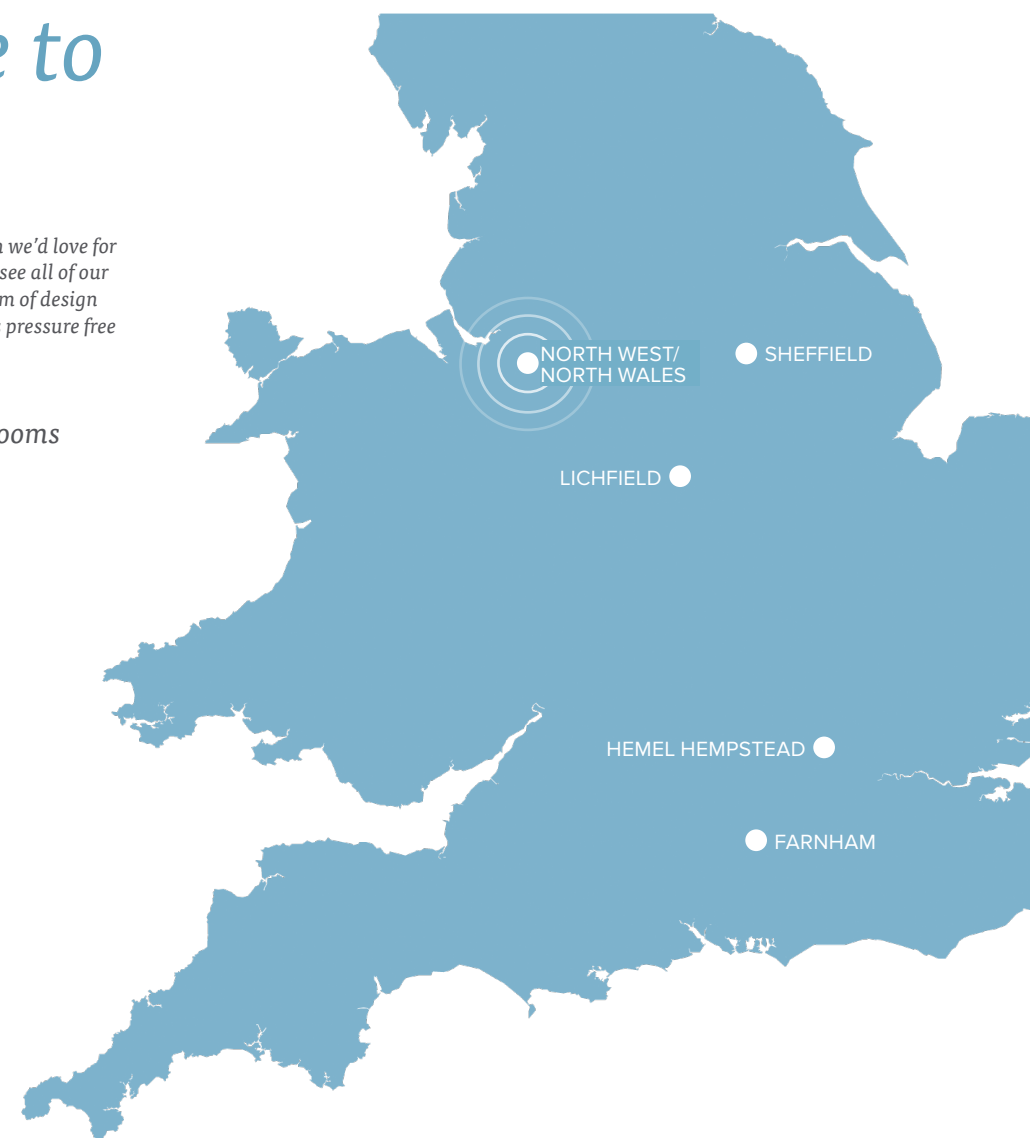 e to
we'd love for
see all of our
of design
pressure free
NORTH WEST/
NORTH WALES
SHEFFIELD
LICHFIELD
HEMEL HEMPSTEAD
FARNHAM